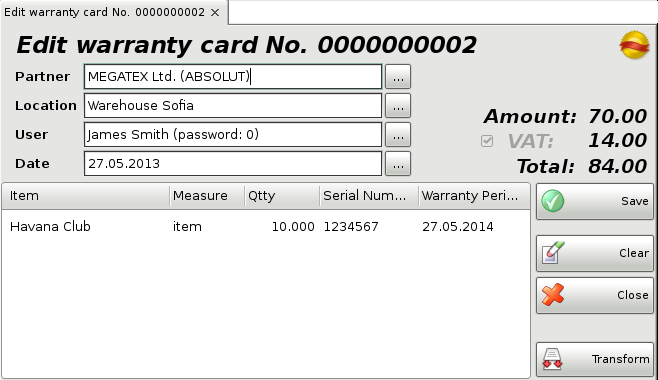 Edit warranty card No. 0000000002 ×
Edit warranty card No. 0000000002
Partner MEGATEX Ltd. (ABSOLUT) ...
Location Warehouse Sofia ...
User James Smith (password: 0) ...
Date 27.05.2013 ...
Amount: 70.00
VAT: 14.00
Total: 84.00
Item Measure Qtty Serial Num... Warranty Peri...
Havana Club item 10.000 1234567 27.05.2014
Save
Clear
Close
Transform